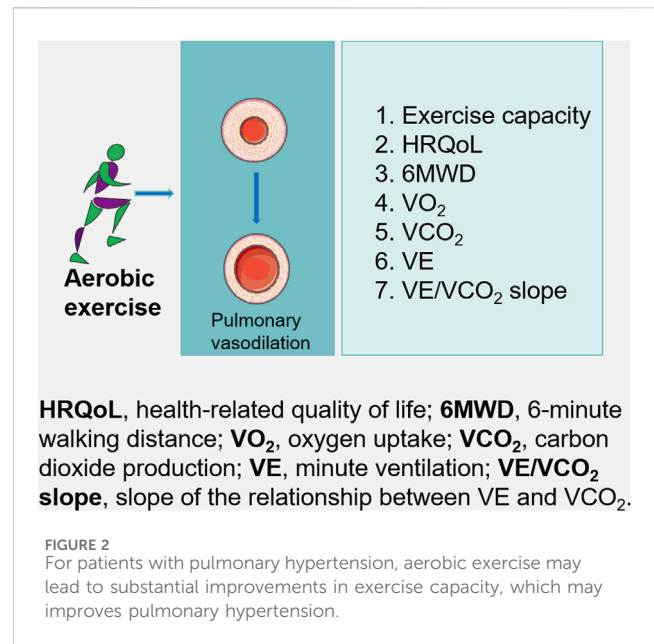 Aerobic
exercise
Pulmonary
vasodilation
1. Exercise capacity
2. HRQoL
3. 6MWD
4. VO₂
5. VCO₂
6. VE
7. VE/VCO₂ slope
HRQoL, health-related quality of life; 6MWD, 6-minute
walking distance; VO₂, oxygen uptake; VCO₂, carbon
dioxide production; VE, minute ventilation; VE/VCO₂
slope, slope of the relationship between VE and VCO₂.
FIGURE 2
For patients with pulmonary hypertension, aerobic exercise may
lead to substantial improvements in exercise capacity, which may
improves pulmonary hypertension.